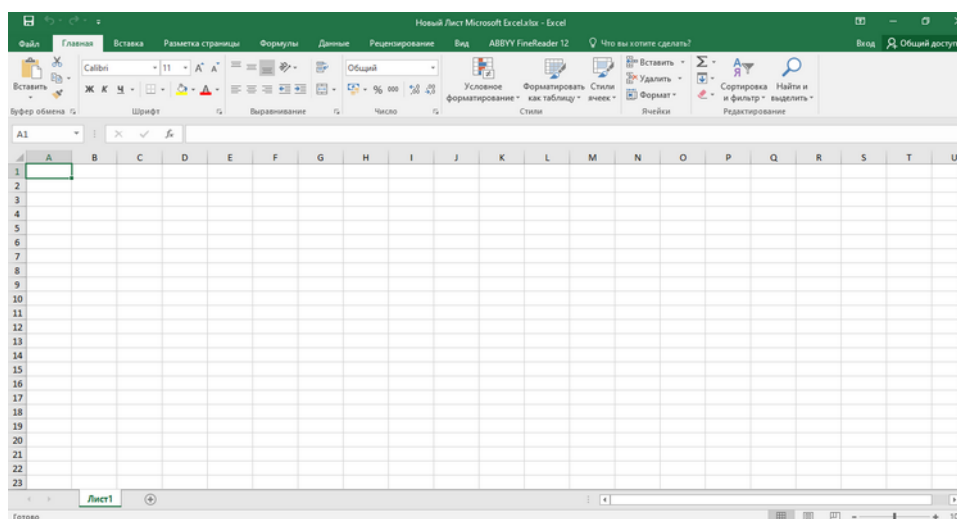 Новый Лист Microsoft Excel.xlsx - Excel
Файл Главная Вставка Разметка страницы Формулы Данные Рецензирование Вид ABBYY FineReader 12 Что вы хотите сделать? Вход Общий доступ
Вставить
Calibri 11
Ж К Ч
Общий
% 000
Условное форматирование
Форматировать как таблицу
Стили ячеек
Вставить
Удалить
Формат
Сортировка и фильтр
Найти и выделить
Буфер обмена Шрифт Выравнивание Число Стили Ячейки Редактирование
A1 fx
A B C D E F G H I J K L M N O P Q R S T U
1
2
3
4
5
6
7
8
9
10
11
12
13
14
15
16
17
18
19
20
21
22
23
Лист1
Готово